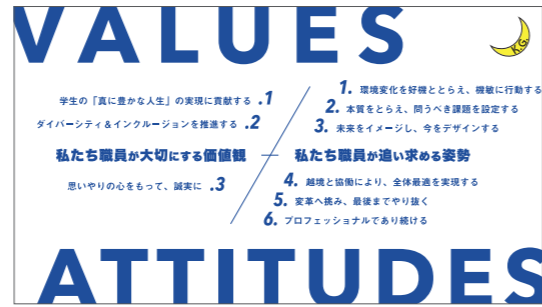 VALUES
K.G.
学生の「真に豊かな人生」の実現に貢献する .1
ダイバーシティ＆インクルージョンを推進する .2
私たち職員が大切にする価値観
思いやりの心をもって、誠実に .3
1. 環境変化を好機ととらえ、機敏に行動する
2. 本質をとらえ、問うべき課題を設定する
3. 未来をイメージし、今をデザインする
私たち職員が追い求める姿勢
4. 越境と協働により、全体最適を実現する
5. 変革へ挑み、最後までやり抜く
6. プロフェッショナルであり続ける
ATTITUDES